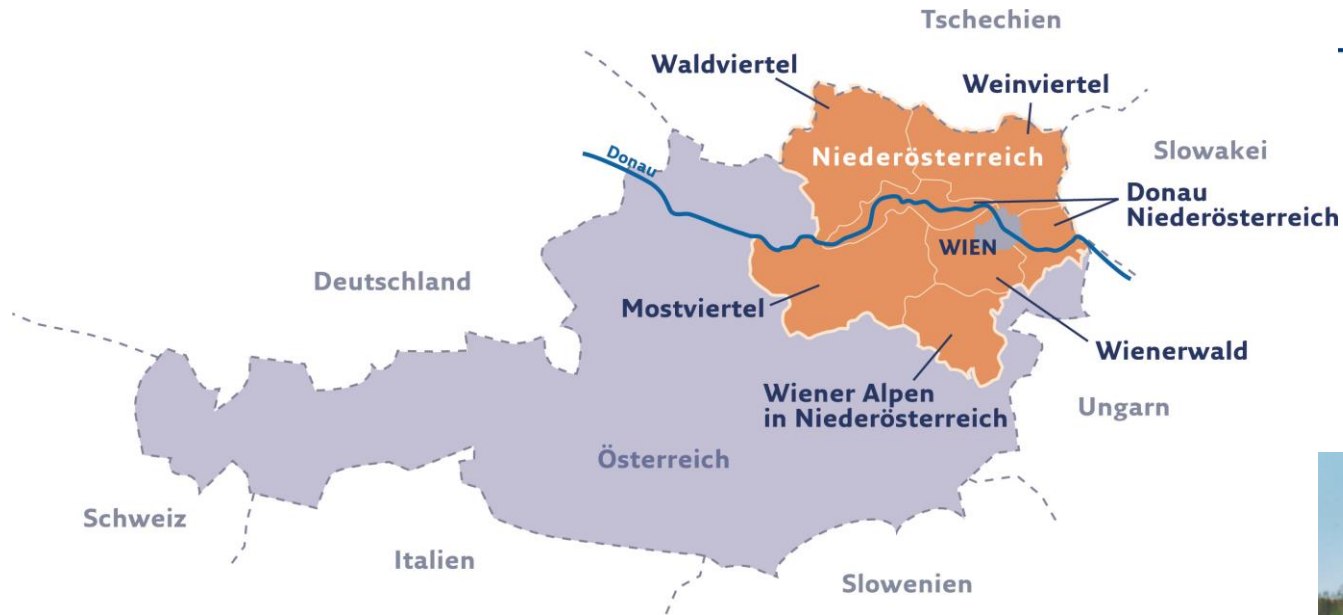 Tschechien
Waldviertel
Weinviertel
Niederösterreich
Slowakei
Donau
Donau
Niederösterreich
WIEN
Deutschland
Mostviertel
Wienerwald
Wiener Alpen
in Niederösterreich
Ungarn
Österreich
Schweiz
Italien
Slowenien